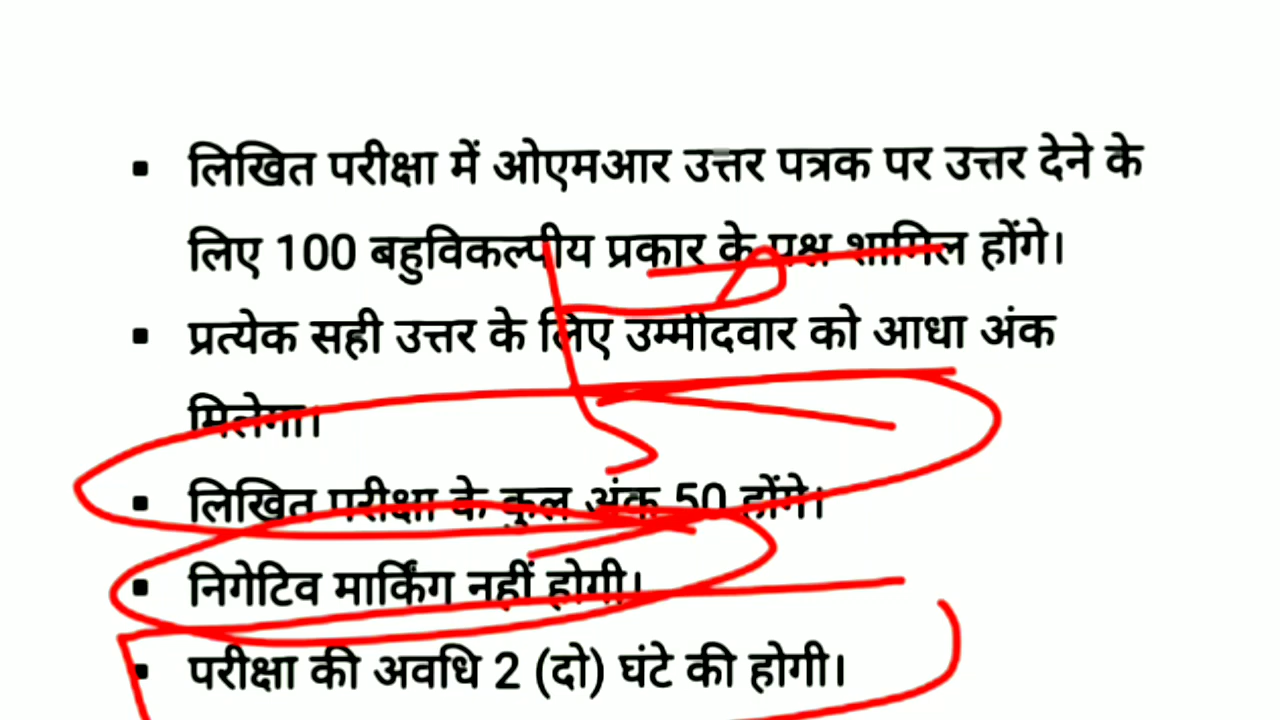 ▪ लिखित परीक्षा में ओएमआर उत्तर पत्रक पर उत्तर देने के
लिए 100 बहुविकल्पीय प्रकार के प्रश्न शामिल होंगे।
▪ प्रत्येक सही उत्तर के लिए उम्मीदवार को आधा अंक
मिलेगा।
▪ लिखित परीक्षा के कुल अंक 50 होंगे।
▪ निगेटिव मार्किंग नहीं होगी।
▪ परीक्षा की अवधि 2 (दो) घंटे की होगी।